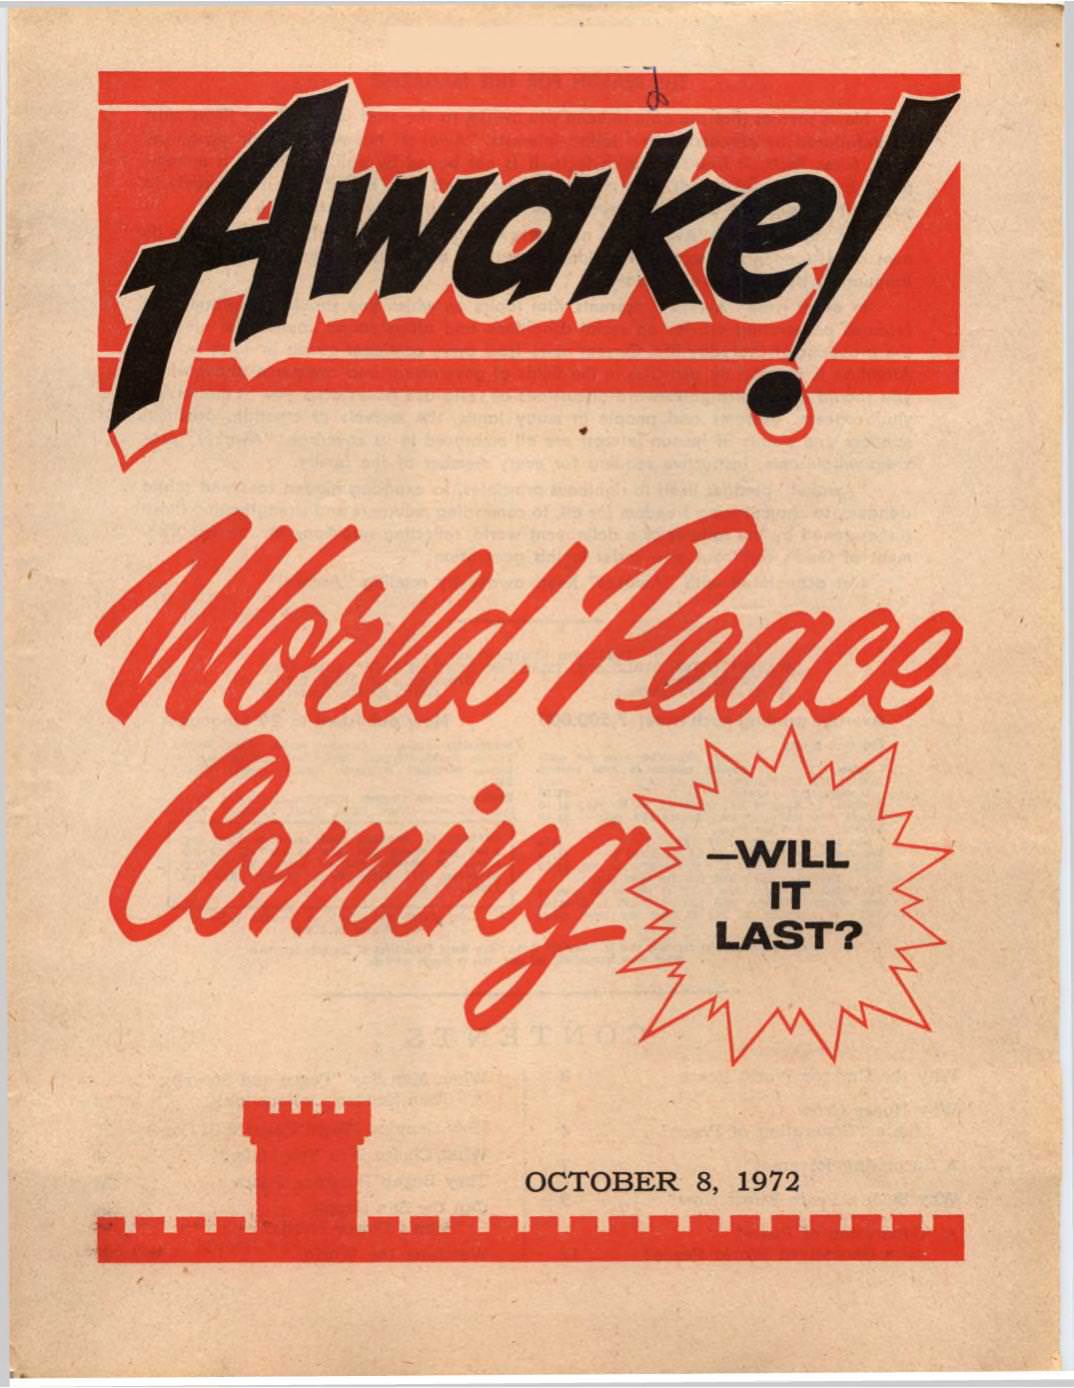 Awake!
World Peace
Coming
—WILL
IT
LAST?
OCTOBER 8, 1972